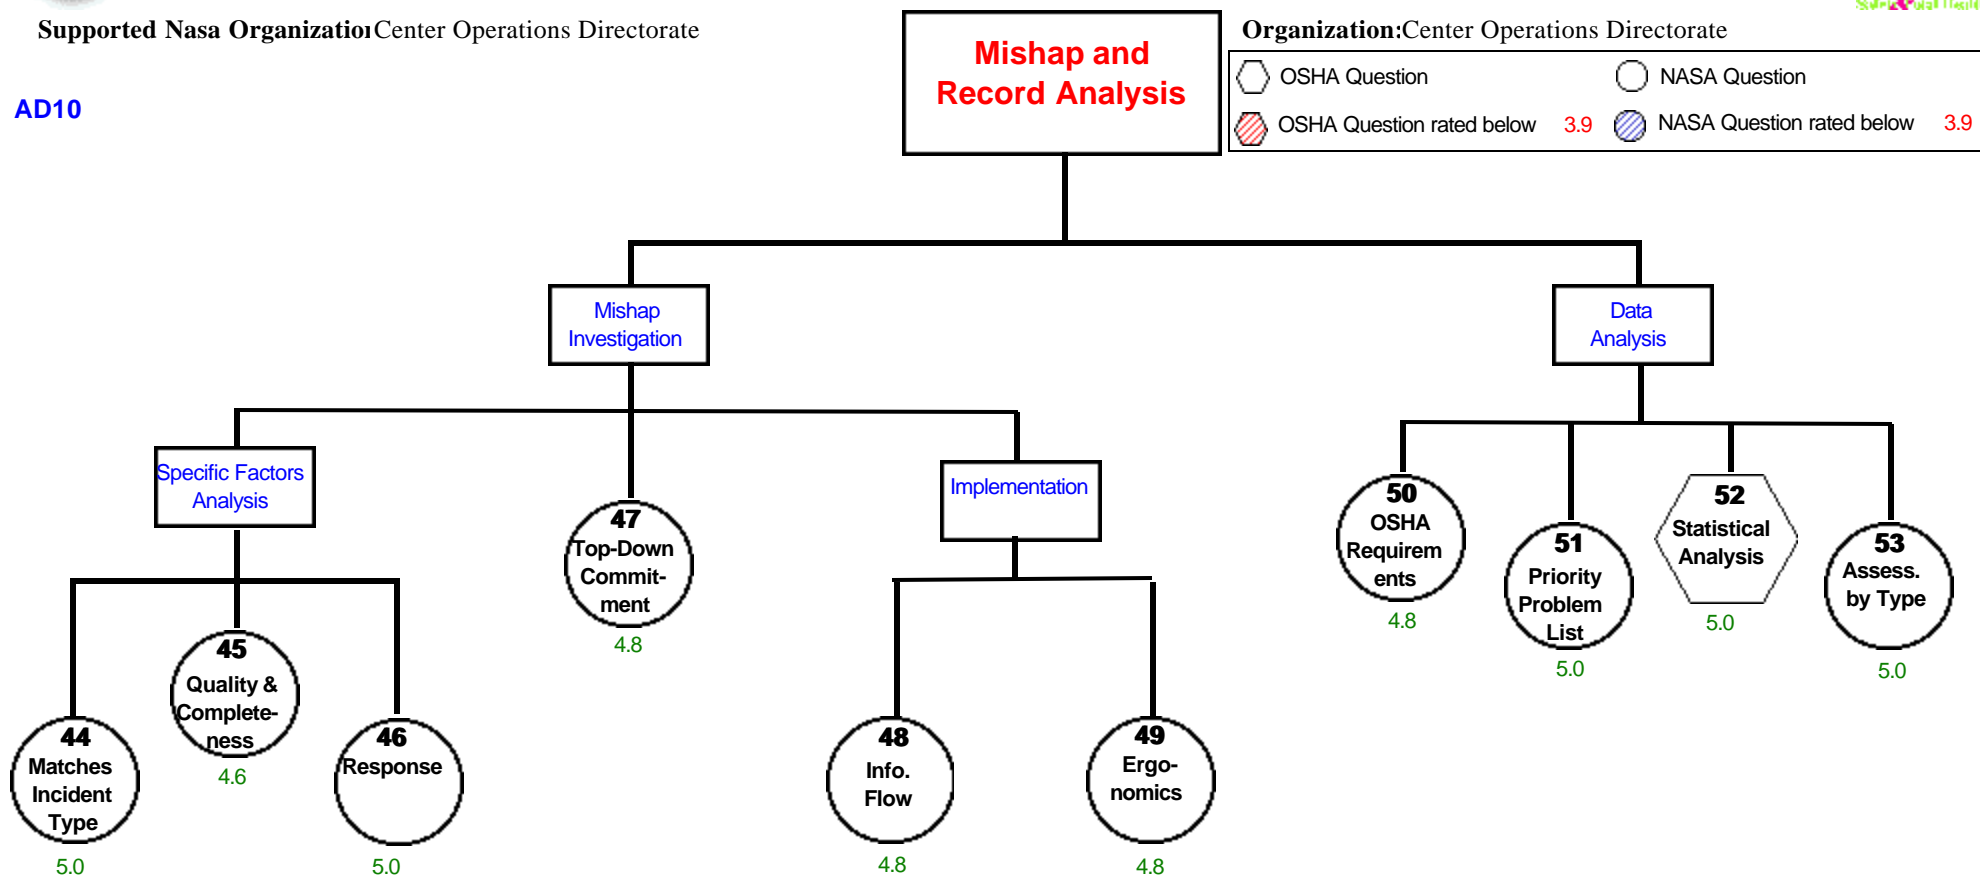 Supported Nasa Organization Center Operations Directorate
AD10
Mishap and
Record Analysis
Organization:Center Operations Directorate
OSHA Question
NASA Question
OSHA Question rated below 3.9
NASA Question rated below 3.9
Mishap
Investigation
Data
Analysis
Specific Factors
Analysis
Implementation
47
Top-Down
Commit-
ment
4.8
50
OSHA
Requirem
ents
4.8
51
Priority
Problem
List
5.0
52
Statistical
Analysis
5.0
53
Assess.
by Type
5.0
44
Matches
Incident
Type
5.0
45
Quality &
Complete-
ness
4.6
46
Response
5.0
48
Info.
Flow
4.8
49
Ergo-
nomics
4.8